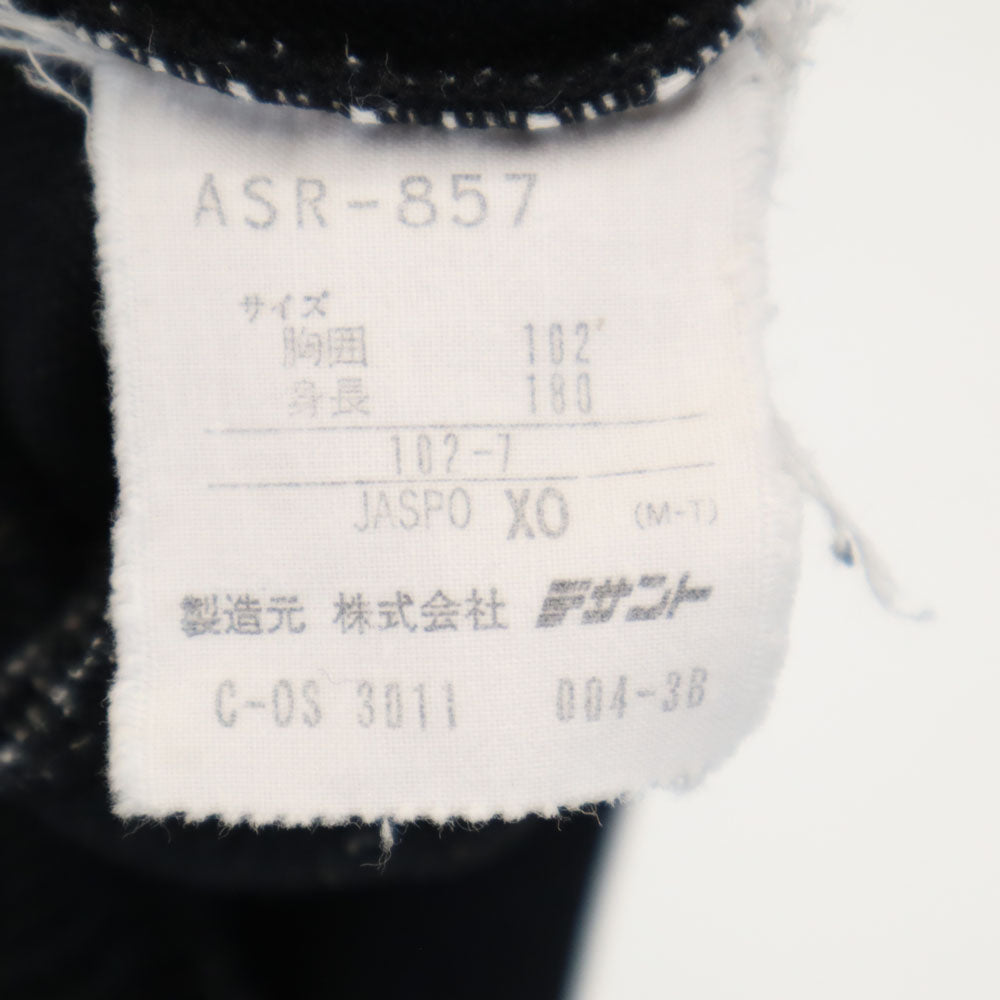 ASR-857
サイズ
胸囲 102
身長 180
102-7
JASPO XO (M-T)
製造元 株式会社 デサント
C-OS 3011 004-3B